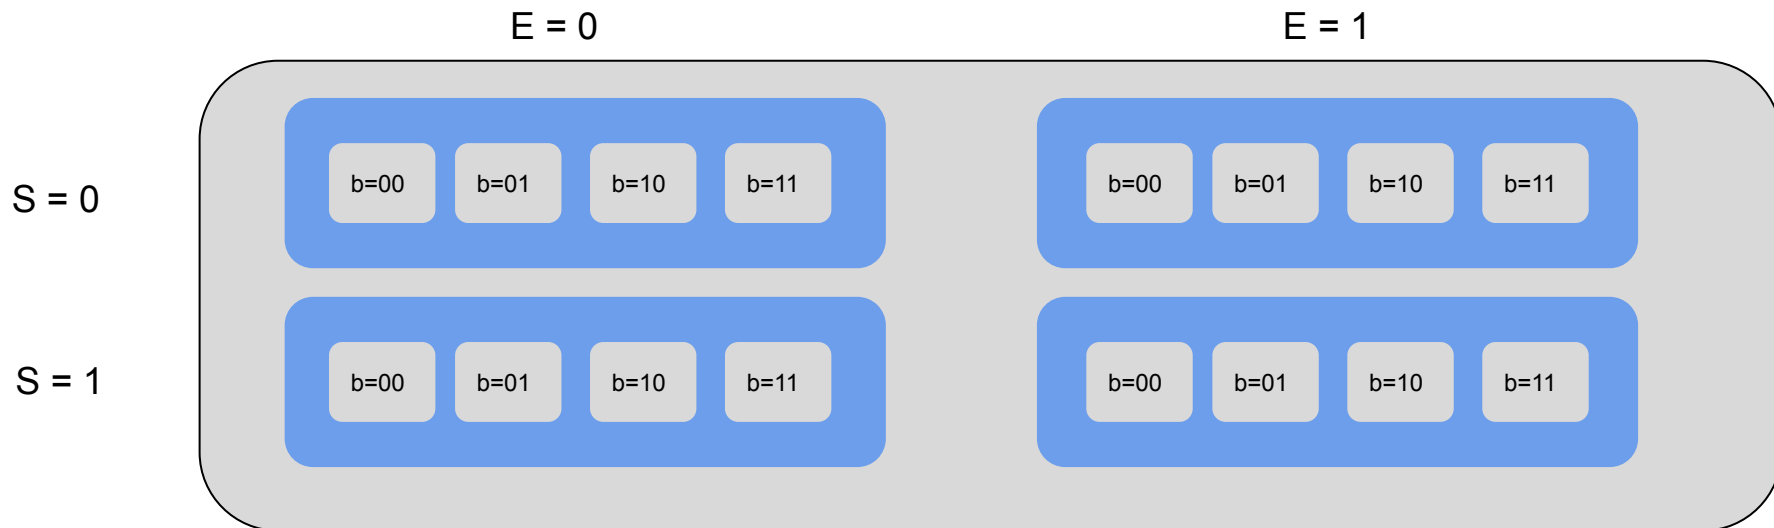 E = 0 E = 1
S = 0 b=00 b=01 b=10 b=11 b=00 b=01 b=10 b=11
S = 1 b=00 b=01 b=10 b=11 b=00 b=01 b=10 b=11